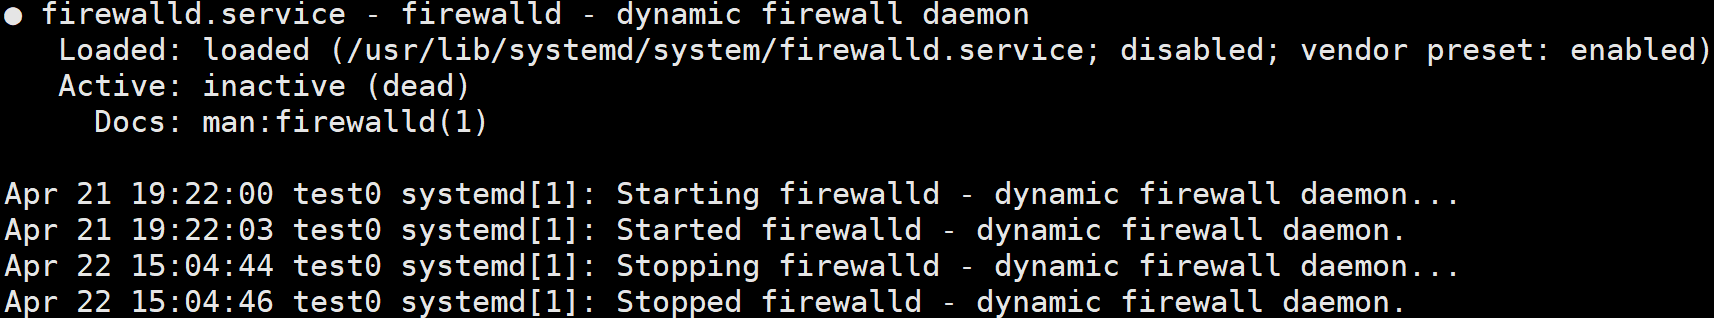 ● firewalld.service - firewalld - dynamic firewall daemon
Loaded: loaded (/usr/lib/systemd/system/firewalld.service; disabled; vendor preset: enabled)
Active: inactive (dead)
Docs: man:firewalld(1)
Apr 21 19:22:00 test0 systemd[1]: Starting firewalld - dynamic firewall daemon...
Apr 21 19:22:03 test0 systemd[1]: Started firewalld - dynamic firewall daemon.
Apr 22 15:04:44 test0 systemd[1]: Stopping firewalld - dynamic firewall daemon...
Apr 22 15:04:46 test0 systemd[1]: Stopped firewalld - dynamic firewall daemon.